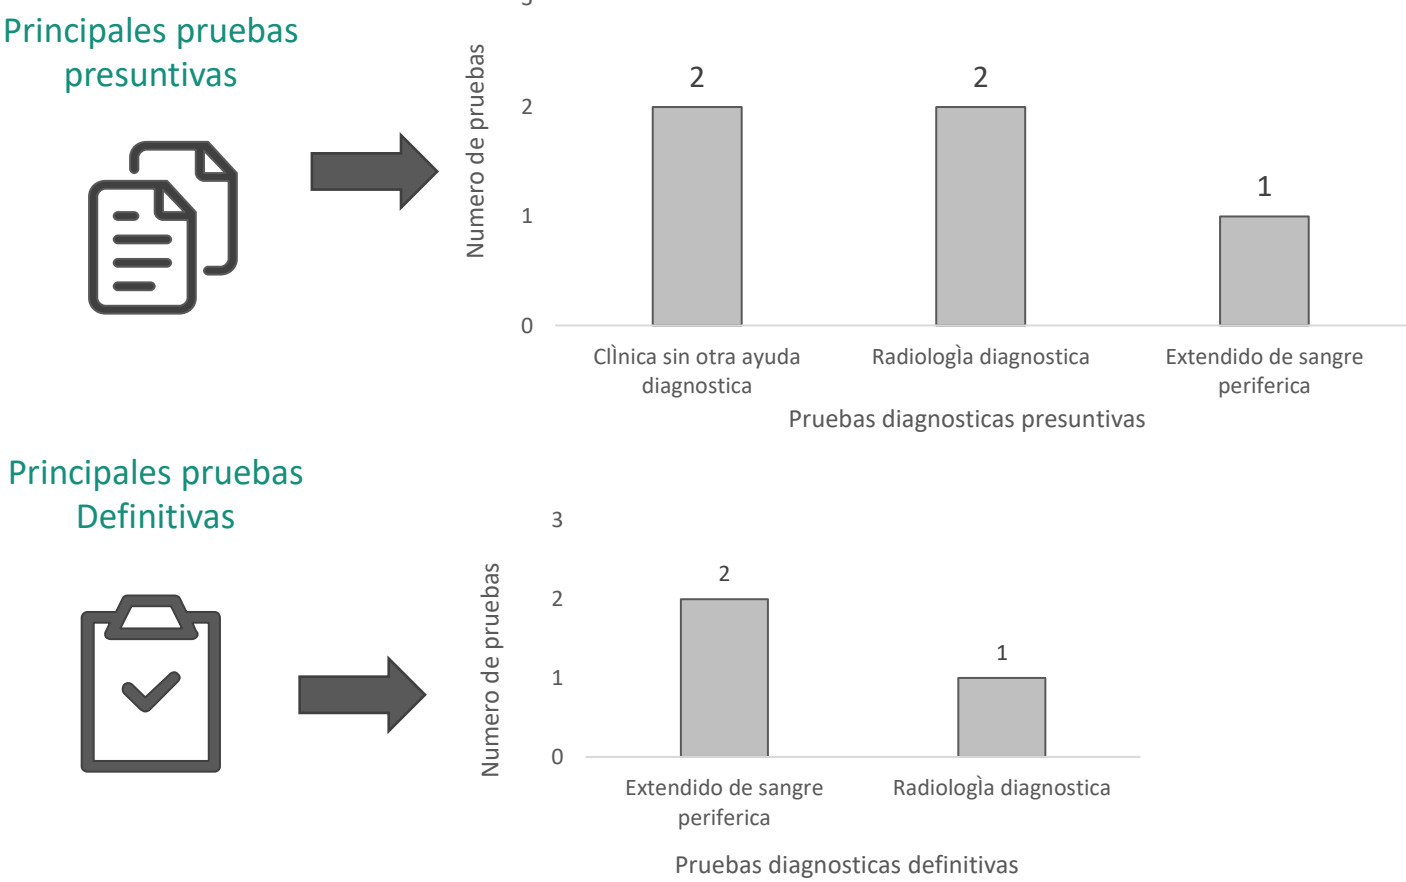 Principales pruebas
presuntivas
Numero de pruebas
2
1
0
2
2
1
ClÌnica sin otra ayuda
diagnostica
RadiologÌa diagnostica
Extendido de sangre
periferica
Pruebas diagnosticas presuntivas
Principales pruebas
Definitivas
Numero de pruebas
3
2
1
0
2
1
Extendido de sangre
periferica
RadiologÌa diagnostica
Pruebas diagnosticas definitivas